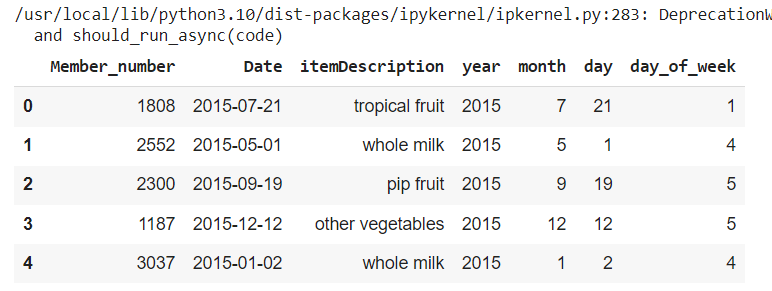 /usr/local/lib/python3.10/dist-packages/ipykernel/ipkernel.py:283: DeprecationW
and should_run_async(code)
Member_number Date itemDescription year month day day_of_week
0 1808 2015-07-21 tropical fruit 2015 7 21 1
1 2552 2015-05-01 whole milk 2015 5 1 4
2 2300 2015-09-19 pip fruit 2015 9 19 5
3 1187 2015-12-12 other vegetables 2015 12 12 5
4 3037 2015-01-02 whole milk 2015 1 2 4